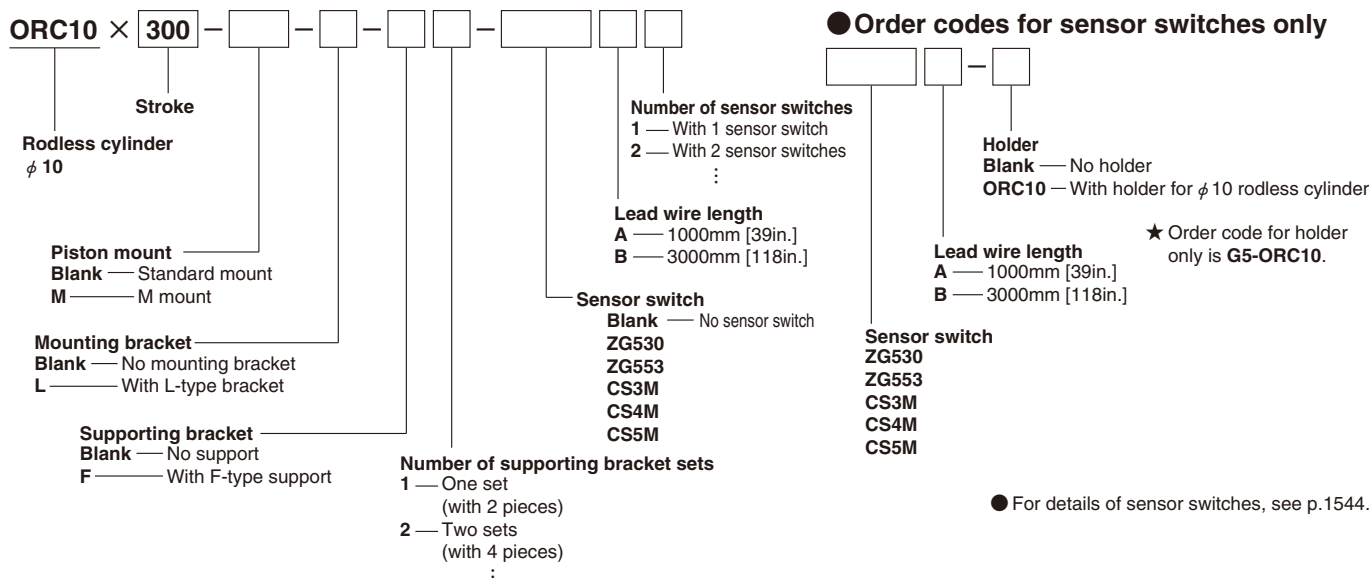 ORC10 × 300 – – – – 
Stroke
Rodless cylinder
φ 10
Piston mount
Blank — Standard mount
M — M mount
Mounting bracket
Blank — No mounting bracket
L — With L-type bracket
Supporting bracket
Blank — No support
F — With F-type support
Number of supporting bracket sets
1 — One set
(with 2 pieces)
2 — Two sets
(with 4 pieces)
⋮
Sensor switch
Blank — No sensor switch
ZG530
ZG553
CS3M
CS4M
CS5M
Lead wire length
A — 1000mm [39in.]
B — 3000mm [118in.]
Number of sensor switches
1 — With 1 sensor switch
2 — With 2 sensor switches
⋮
● Order codes for sensor switches only
–
Sensor switch
ZG530
ZG553
CS3M
CS4M
CS5M
Lead wire length
A — 1000mm [39in.]
B — 3000mm [118in.]
Holder
Blank — No holder
ORC10 — With holder for φ 10 rodless cylinder
★ Order code for holder
only is G5-ORC10.
● For details of sensor switches, see p.1544.